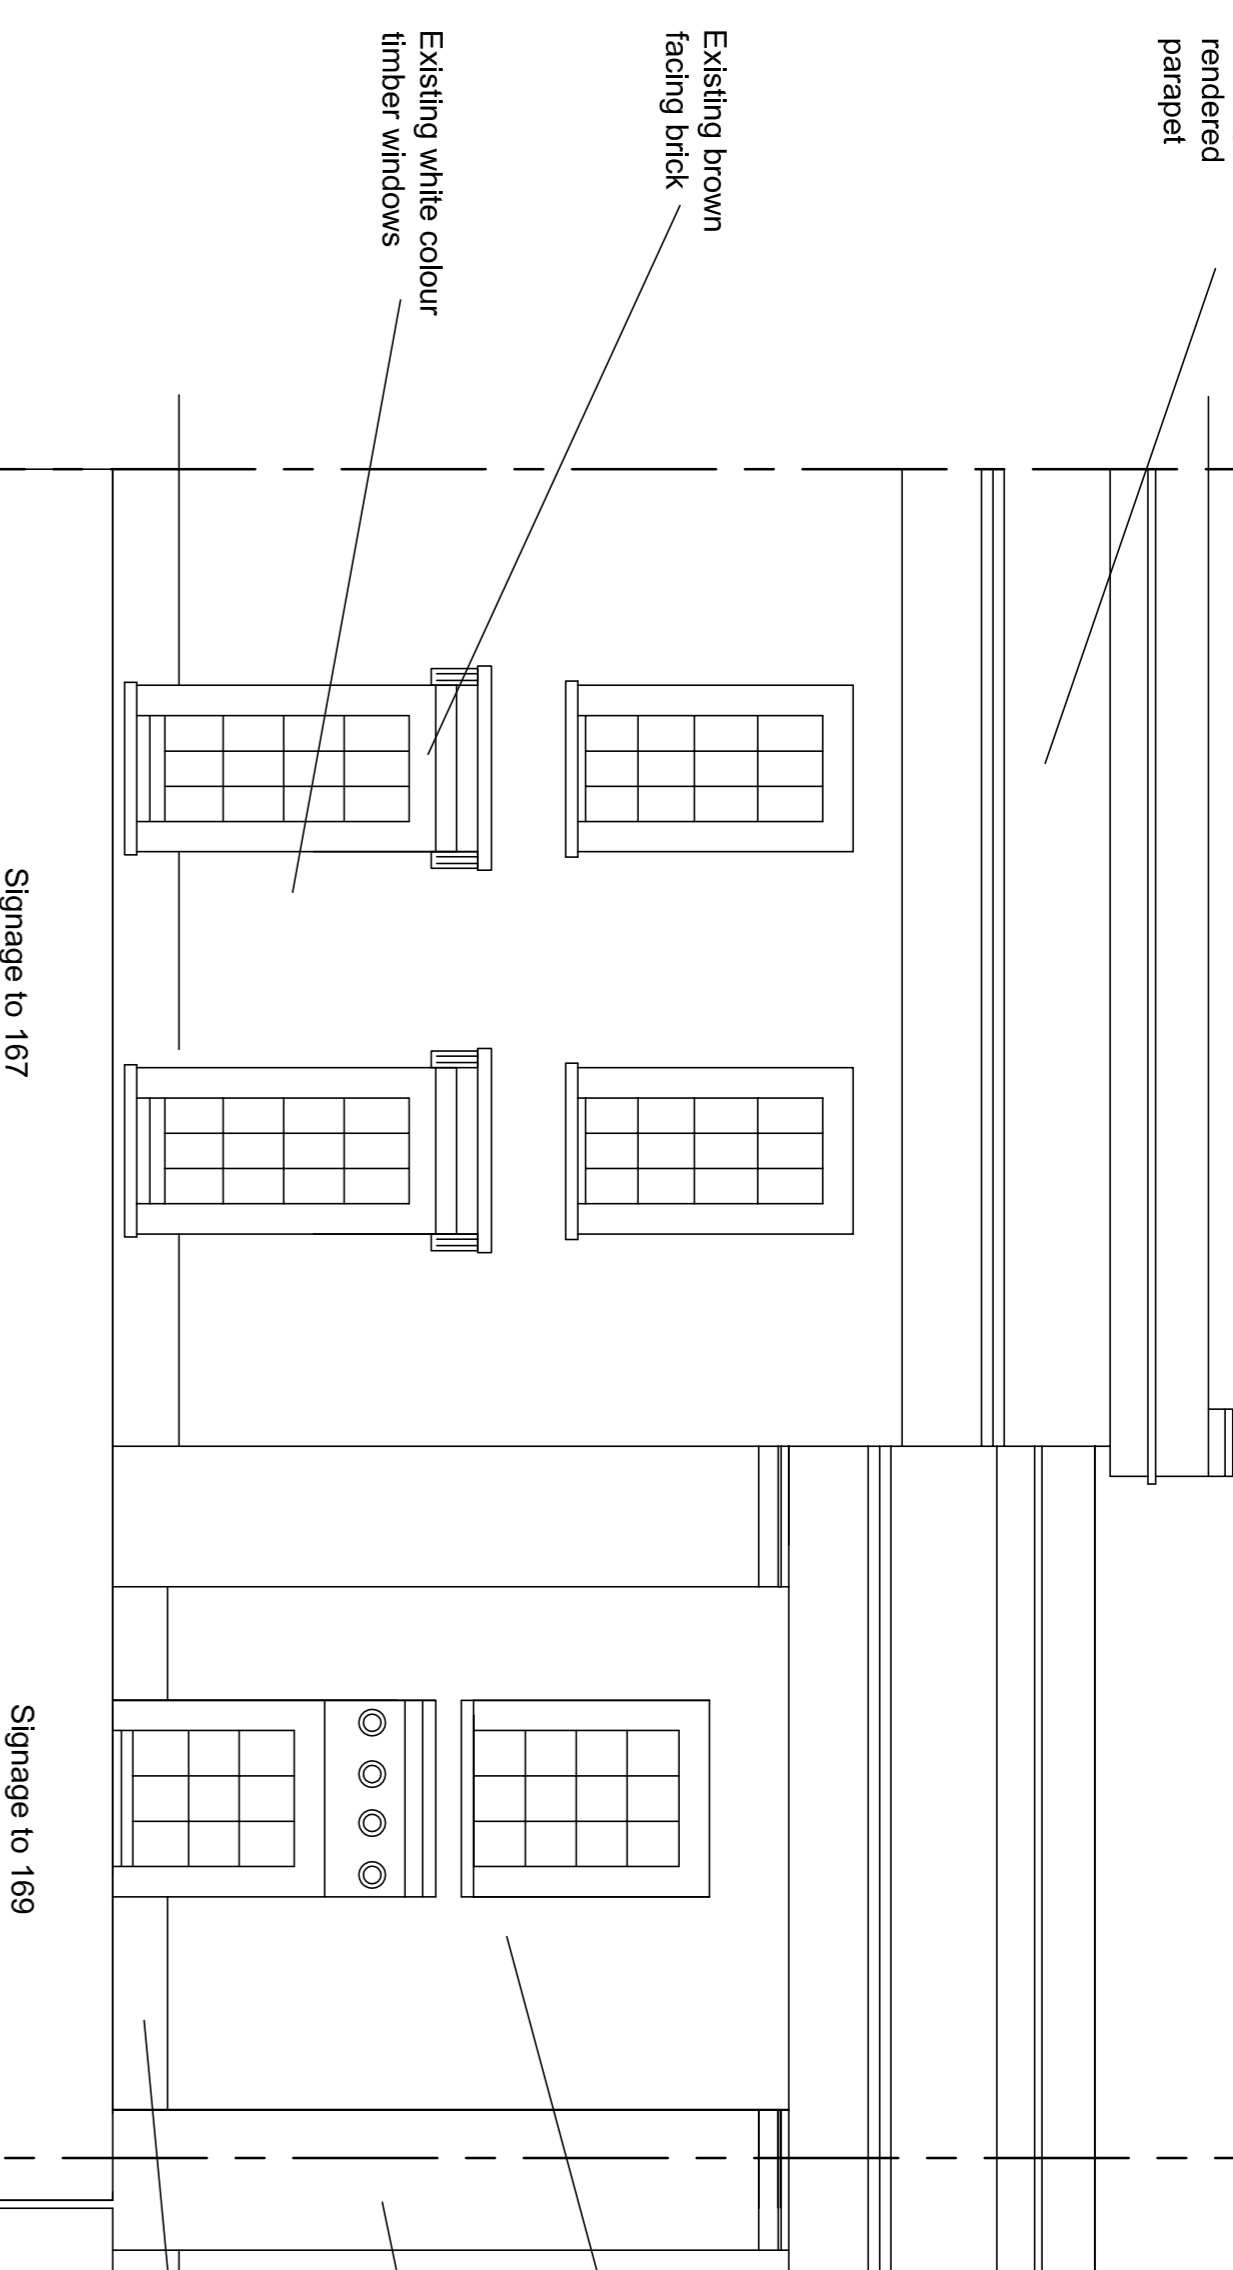 rendered
parapet
Existing brown
facing brick
Existing white colour
timber windows
Signage to 167
Signage to 169